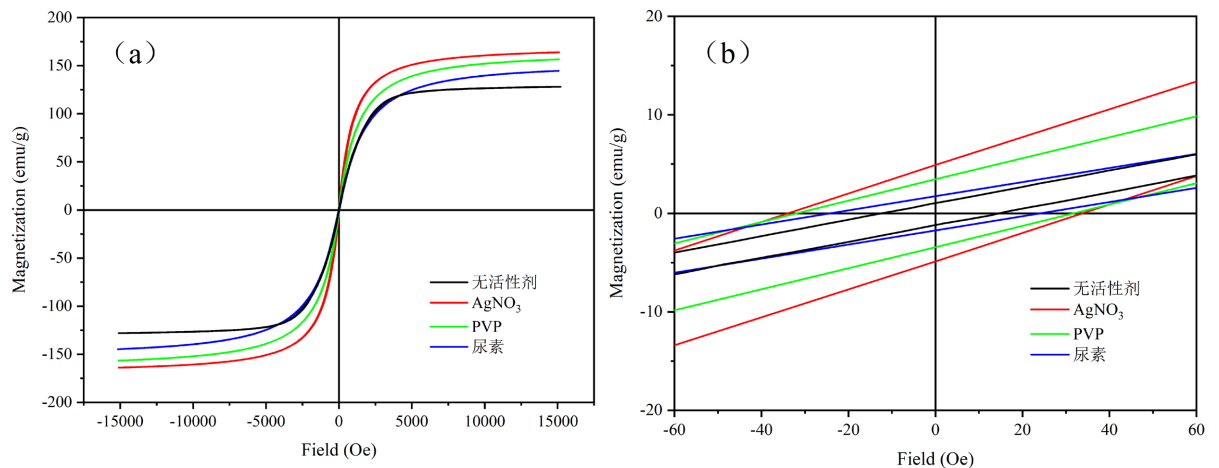 （a）
Magnetization (emu/g)
200
150
100
50
0
-50
-100
-150
-200
无活性剂
AgNO₃
PVP
尿素
-15000 -10000 -5000 0 5000 10000 15000
Field (Oe)
（b）
Magnetization (emu/g)
20
10
0
-10
-20
无活性剂
AgNO₃
PVP
尿素
-60 -40 -20 0 20 40 60
Field (Oe)